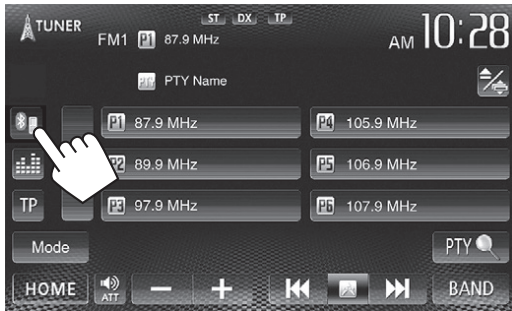 TUNER
FM1 P1 87.9 MHz
ST DX TP
AM 10:28
PTY PTY Name
P1 87.9 MHz
P4 105.9 MHz
P2 89.9 MHz
P5 106.9 MHz
TP
P3 97.9 MHz
P6 107.9 MHz
Mode
PTY
HOME
ATT
BAND